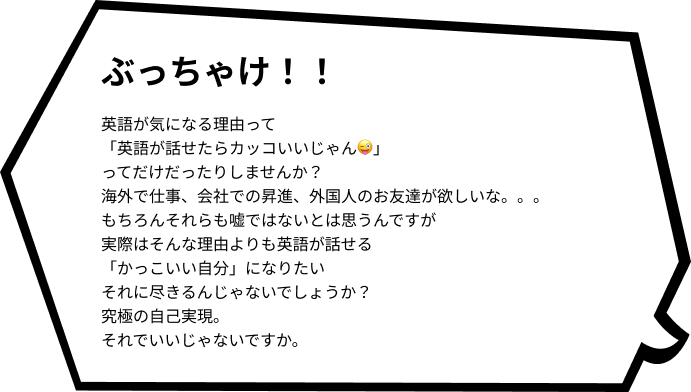 ぶっちゃけ！！
英語が気になる理由って
「英語が話せたらカッコいいじゃん😜」
ってだけだったりしませんか？
海外で仕事、会社での昇進、外国人のお友達が欲しいな。。。
もちろんそれらも嘘ではないとは思うんですが
実際はそんな理由よりも英語が話せる
「かっこいい自分」になりたい
それに尽きるんじゃないでしょうか？
究極の自己実現。
それでいいじゃないですか。